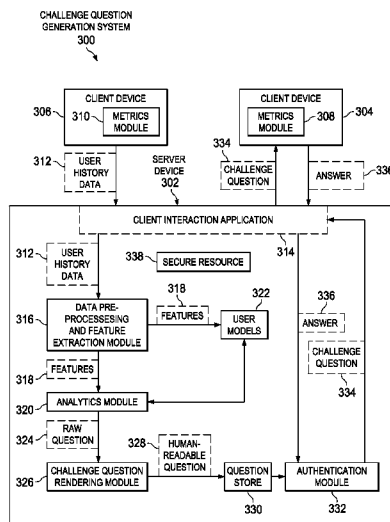 CHALLENGE QUESTION
GENERATION SYSTEM
300
CLIENT DEVICE
306
310
METRICS
MODULE
CLIENT DEVICE
304
METRICS
MODULE
308
312
USER
HISTORY
DATA
SERVER
DEVICE
302
334
CHALLENGE
QUESTION
ANSWER
336
CLIENT INTERACTION APPLICATION
314
312
USER
HISTORY
DATA
338
SECURE RESOURCE
316
DATA PRE-
PROCESSESING
AND FEATURE
EXTRACTION MODULE
318
FEATURES
322
USER
MODELS
336
ANSWER
CHALLENGE
QUESTION
334
318
FEATURES
320
ANALYTICS MODULE
324
RAW
QUESTION
328
HUMAN-
READABLE
QUESTION
326
CHALLENGE QUESTION
RENDERING MODULE
QUESTION
STORE
330
AUTHENTICATION
MODULE
332